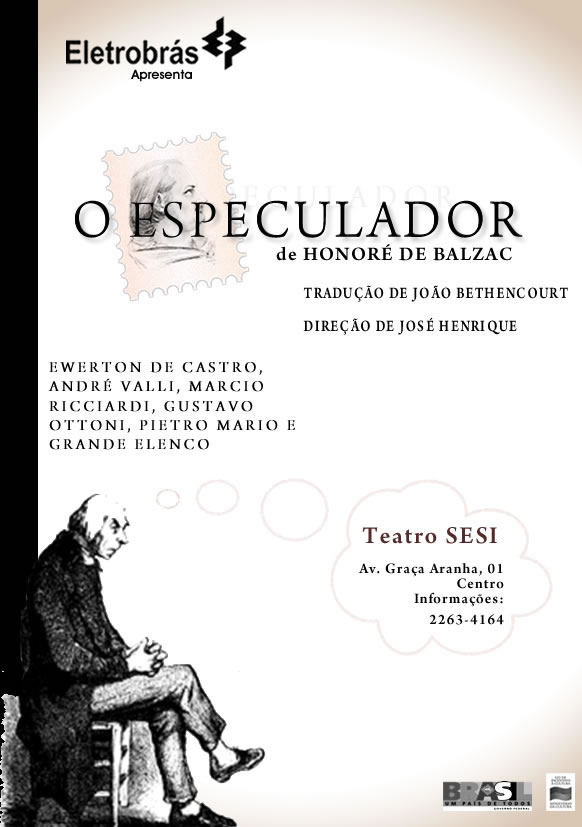 Eletrobrás
Apresenta
O ESPECULADOR
de HONORÉ DE BALZAC
TRADUÇÃO DE JOÃO BETHENCOURT
DIREÇÃO DE JOSÉ HENRIQUE
EWERTON DE CASTRO,
ANDRÉ VALLI, MARCIO
RICCIARDI, GUSTAVO
OTTONI, PIETRO MARIO E
GRANDE ELENCO
Teatro SESI
Av. Graça Aranha, 01
Centro
Informações:
2263-4164
BRASIL
UM PAÍS DE TODOS
GOVERNO FEDERAL